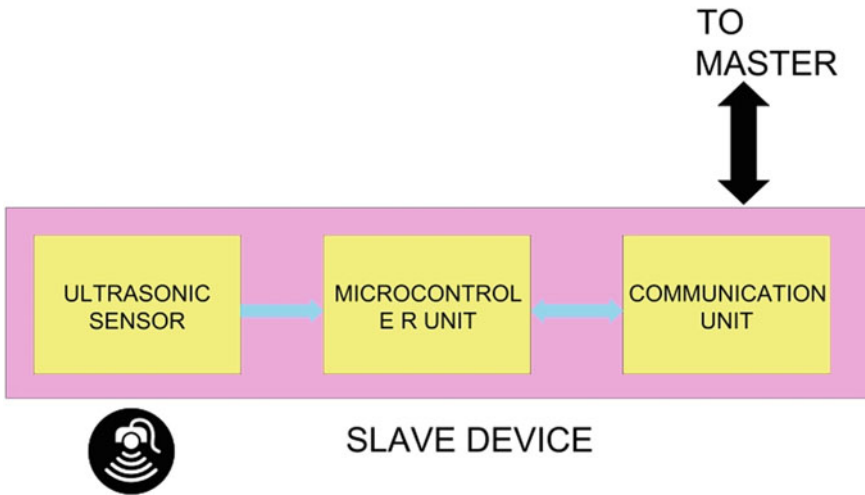 TO
MASTER
ULTRASONIC
SENSOR
MICROCONTROL
E R UNIT
COMMUNICATION
UNIT
SLAVE DEVICE